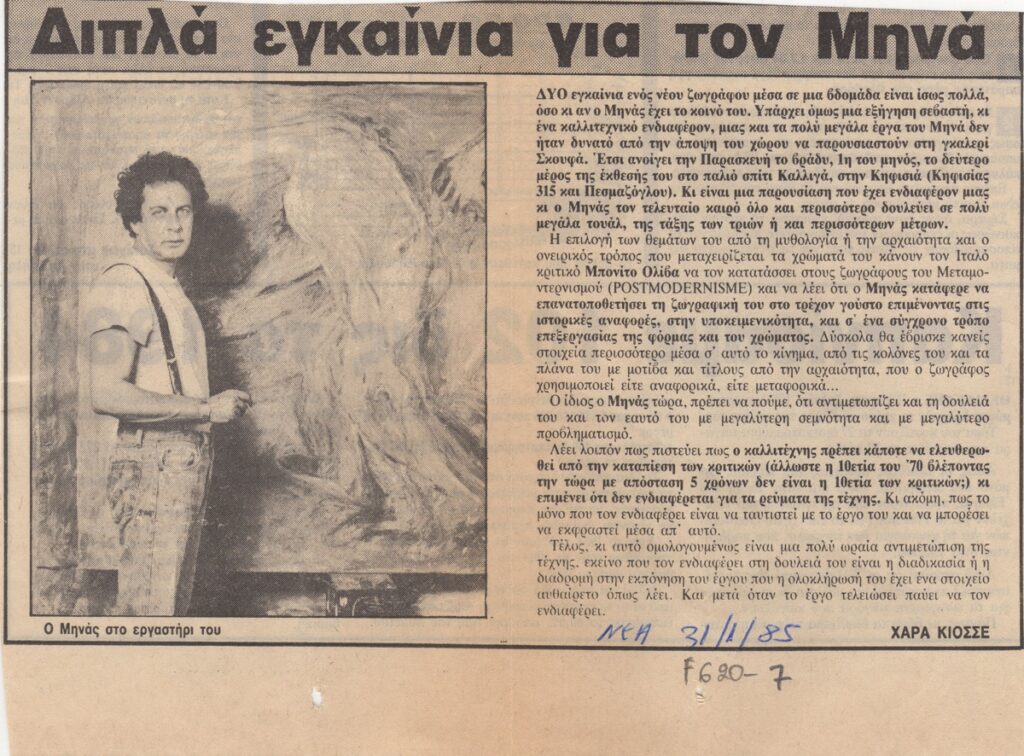 Διπλά εγκαίνια για τον Μηνά
ΔΥΟ εγκαίνια ενός νέου ζωγράφου μέσα σε μια 6δομάδα είναι ίσως πολλά,
όσο κι αν ο Μηνάς έχει το κοινό του. Υπάρχει όμως μια εξήγηση σε6αστή, κι
ένα καλλιτεχνικό ενδιαφέρον, μιας και τα πολύ μεγάλα έργα του Μηνά δεν
ήταν δυνατό από την άποψη του χώρου να παρουσιαστούν στη γκαλερί
Σκουφά. Έτσι ανοίγει την Παρασκευή το 6ράδυ, 1η του μηνός, το δεύτερο
μέρος της έκθεσής του στο παλιό σπίτι Καλλιγά, στην Κηφισιά (Κηφισίας
315 και Πεσμαζόγλου). Κι είναι μια παρουσίαση που έχει ενδιαφέρον μιας
κι ο Μηνάς τον τελευταίο καιρό όλο και περισσότερο δουλεύει σε πολύ
μεγάλα τουάλ, της τάξης των τριών ή και περισσότερων μέτρων.
Η επιλογή των θεμάτων του από τη μυθολογία ή την αρχαιότητα και ο
ονειρικός τρόπος που μεταχειρίζεται τα χρώματά του κάνουν τον Ιταλό
κριτικό Μπονίτο Ολί6α να τον κατατάσσει στους ζωγράφους του Μεταμο-
ντερνισμού (POSTMODERNISME) και να λέει ότι ο Μηνάς κατάφερε να
επανατοποθετήσει τη ζωγραφική του στο τρέχον γούστο επιμένοντας στις
ιστορικές αναφορές, στην υποκειμενικότητα, και σ' ένα σύγχρονο τρόπο
επεξεργασίας της φόρμας και του χρώματος. Δύσκολα θα έ6ρισκε κανείς
στοιχεία περισσότερο μέσα σ' αυτό το κίνημα, από τις κολόνες του και τα
πλάνα του με μοτί6α και τίτλους από την αρχαιότητα, που ο ζωγράφος
χρησιμοποιεί είτε αναφορικά, είτε μεταφορικά...
Ο ίδιος ο Μηνάς τώρα, πρέπει να πούμε, ότι αντιμετωπίζει και τη δουλειά
του και τον εαυτό του με μεγαλύτερη σεμνότητα και με μεγαλύτερο
προβληματισμό.
Λέει λοιπόν πως πιστεύει πως ο καλλιτέχνης πρέπει κάποτε να ελευθερω-
θεί από την καταπίεση των κριτικών (άλλωστε η 10ετία του '70 6λέποντας
την τώρα με απόσταση 5 χρόνων δεν είναι η 10ετία των κριτικών;) κι
επιμένει ότι δεν ενδιαφέρεται για τα ρεύματα της τέχνης. Κι ακόμη, πως το
μόνο που τον ενδιαφέρει είναι να ταυτιστεί με το έργο του και να μπορέσει
να εκφραστεί μέσα απ' αυτό.
Τέλος, κι αυτό ομολογουμένως είναι μια πολύ ωραία αντιμετώπιση της
τέχνης, εκείνο που τον ενδιαφέρει στη δουλειά του είναι η διαδικασία ή η
διαδρομή στην εκπόνηση του έργου που η ολοκλήρωσή του έχει ένα στοιχείο
αυθαίρετο όπως λέει. Και μετά όταν το έργο τελειώσει παύει να τον
ενδιαφέρει.
Ο Μηνάς στο εργαστήρι του
ΝΕΑ 31/1/85
ΧΑΡΑ ΚΙΟΣΣΕ
F620-7